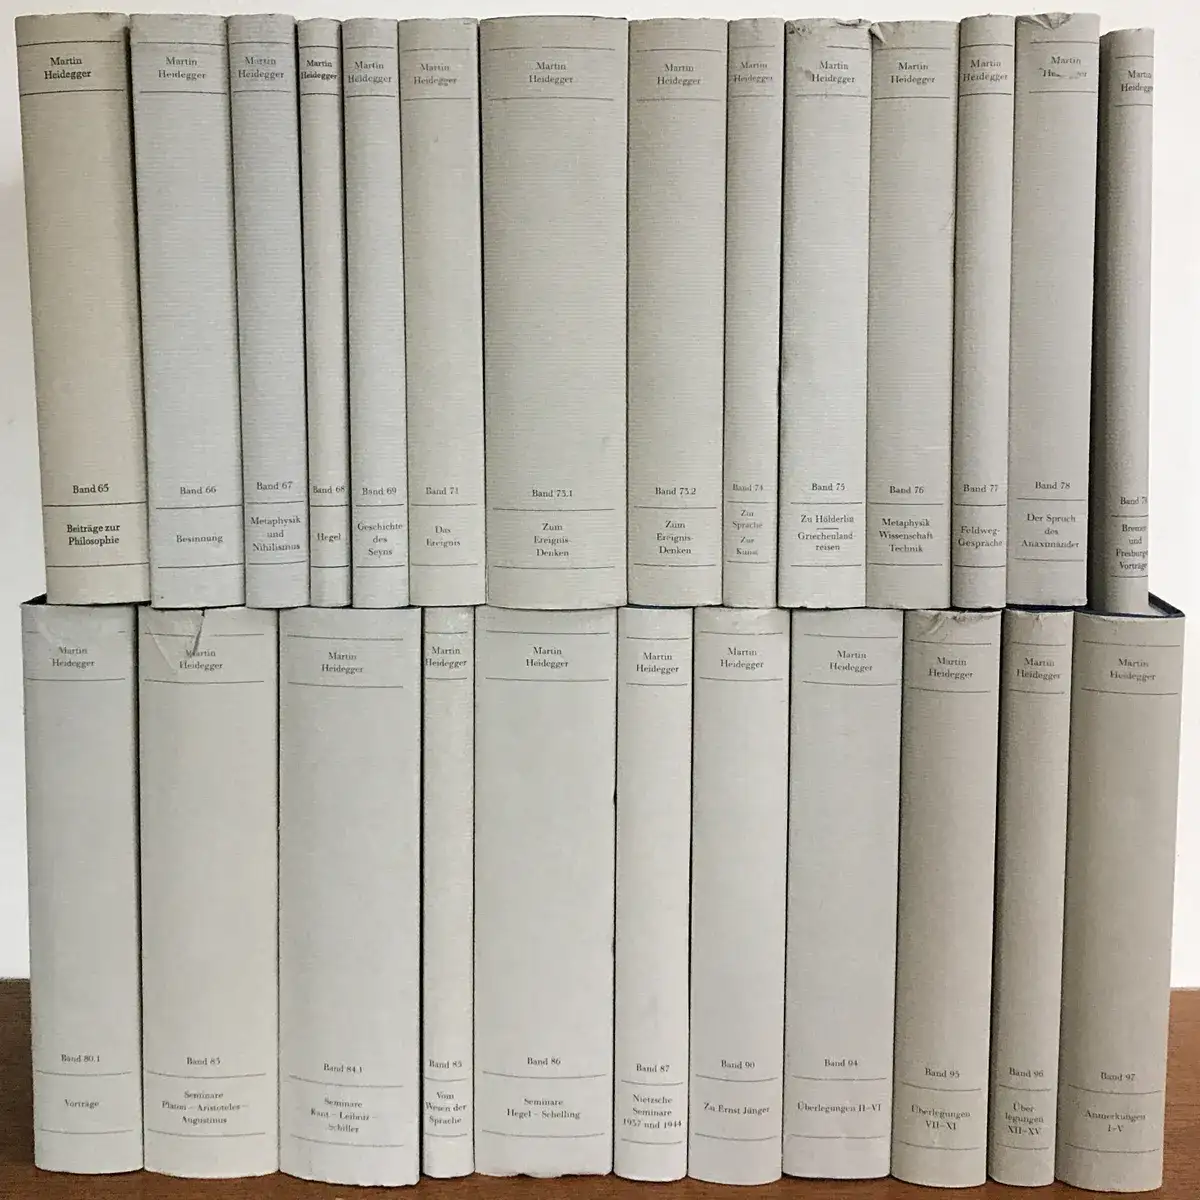 Martin
Heidegger
Band 65
Beiträge zur
Philosophie
Martin
Heidegger
Band 66
Besinnung
Martin
Heidegger
Band 67
Metaphysik
und
Nihilismus
Martin
Heidegger
Band 68
Hegel
Martin
Heidegger
Band 69
Geschichte
des
Seyns
Martin
Heidegger
Band 71
Das
Ereignis
Martin
Heidegger
Band 73.1
Zum
Ereignis-
Denken
Martin
Heidegger
Band 73.2
Zum
Ereignis-
Denken
Martin
Heidegger
Band 74
Zur
Sprache
Zur
Kunst
Martin
Heidegger
Band 75
Zu Hölderlin
Griechenland
reisen
Martin
Heidegger
Band 76
Metaphysik
Wissenschaft
Technik
Martin
Heidegger
Band 77
Feldweg-
Gespräche
Martin
Band 78
Der Spruch
des
Anaximander
Martin
Heidegger
Band 79
Bremer
und
Freiburger
Vorträge
Martin
Heidegger
Band 80.1
Vorträge
Martin
Heidegger
Band 83
Seminare
Platon – Aristoteles –
Augustinus
Martin
Heidegger
Band 84.1
Seminare
Kant – Leibniz –
Schiller
Martin
Heidegger
Band 85
Vom
Wesen der
Sprache
Martin
Heidegger
Band 86
Seminare
Hegel – Schelling
Martin
Heidegger
Band 87
Nietzsche
Seminare
1937 und 1944
Martin
Heidegger
Band 90
Zu Ernst Jünger
Martin
Heidegger
Band 94
Überlegungen II–VI
Martin
Heidegger
Band 95
Überlegungen
VII–XI
Martin
Heidegger
Band 96
Über
legungen
XII–XV
Martin
Heidegger
Band 97
Anmerkungen
I–V